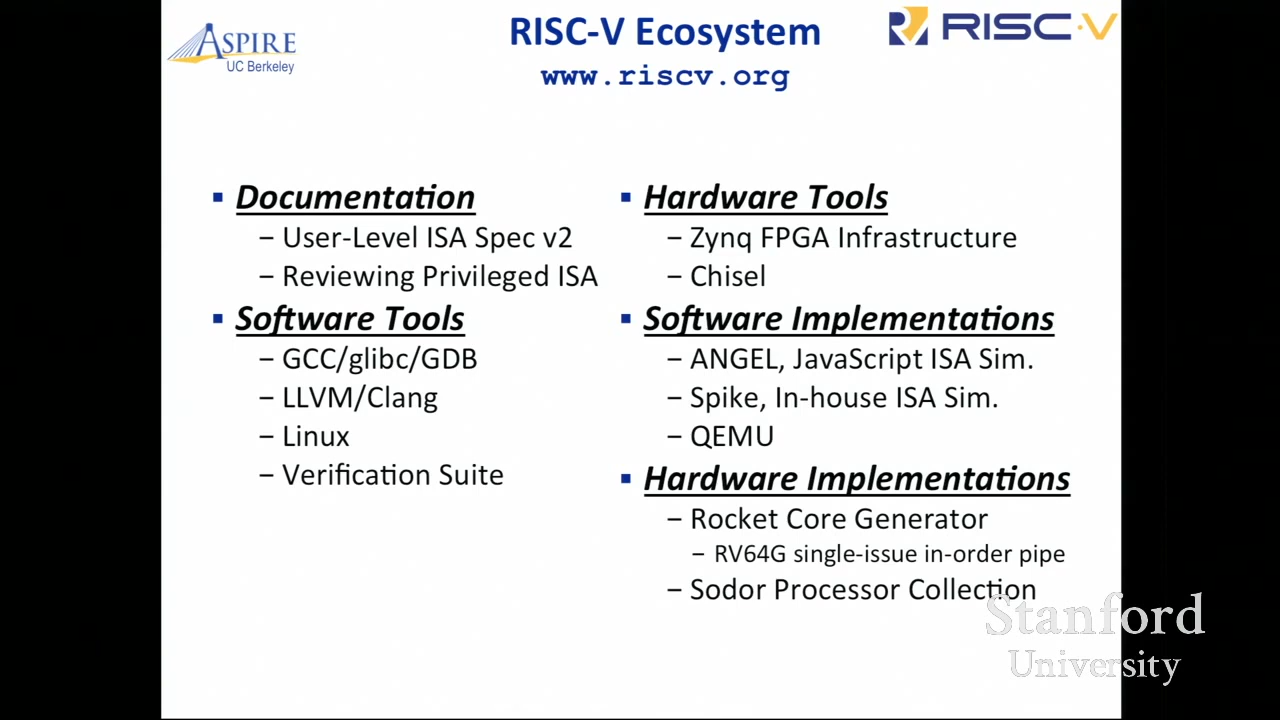 ASPIRE
UC Berkeley
RISC-V Ecosystem
www.riscv.org
RISC-V
▪ Documentation
– User-Level ISA Spec v2
– Reviewing Privileged ISA
▪ Software Tools
– GCC/glibc/GDB
– LLVM/Clang
– Linux
– Verification Suite
▪ Hardware Tools
– Zynq FPGA Infrastructure
– Chisel
▪ Software Implementations
– ANGEL, JavaScript ISA Sim.
– Spike, In-house ISA Sim.
– QEMU
▪ Hardware Implementations
– Rocket Core Generator
– RV64G single-issue in-order pipe
– Sodor Processor Collection
Stanford
University